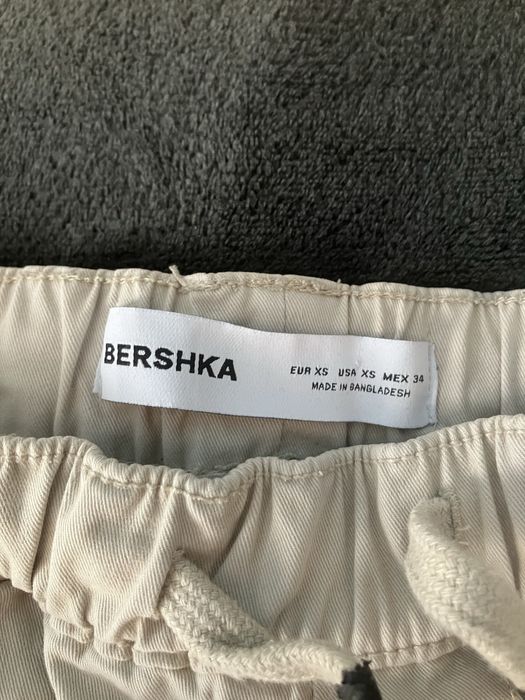 BERSHKA
EUR XS USA XS MEX 34
MADE IN BANGLADESH